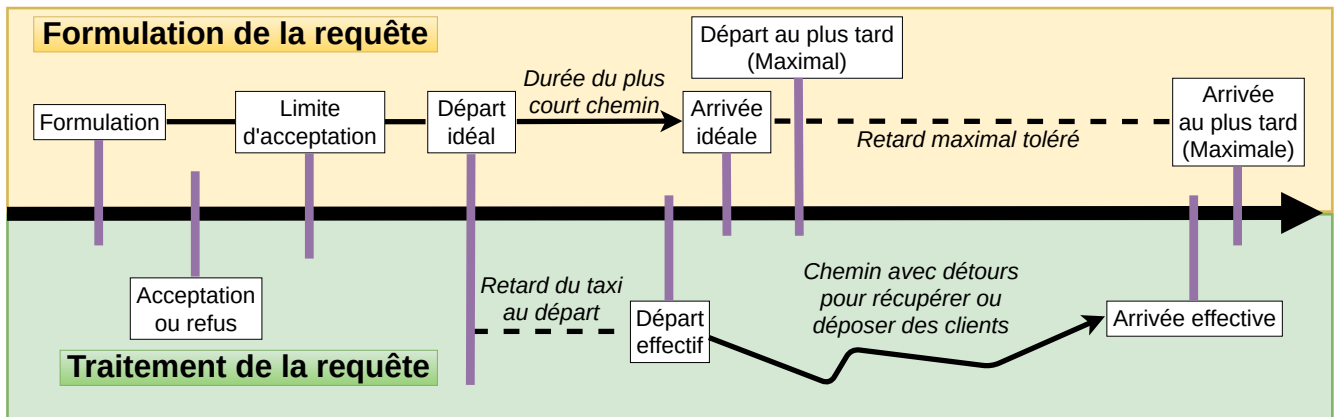 Formulation de la requête
Départ au plus tard
(Maximal)
Durée du plus
court chemin
Formulation
Limite
d'acceptation
Départ
idéal
Arrivée
idéale
Retard maximal toléré
Arrivée
au plus tard
(Maximale)
Acceptation
ou refus
Retard du taxi
au départ
Départ
effectif
Chemin avec détours
pour récupérer ou
déposer des clients
Arrivée effective
Traitement de la requête